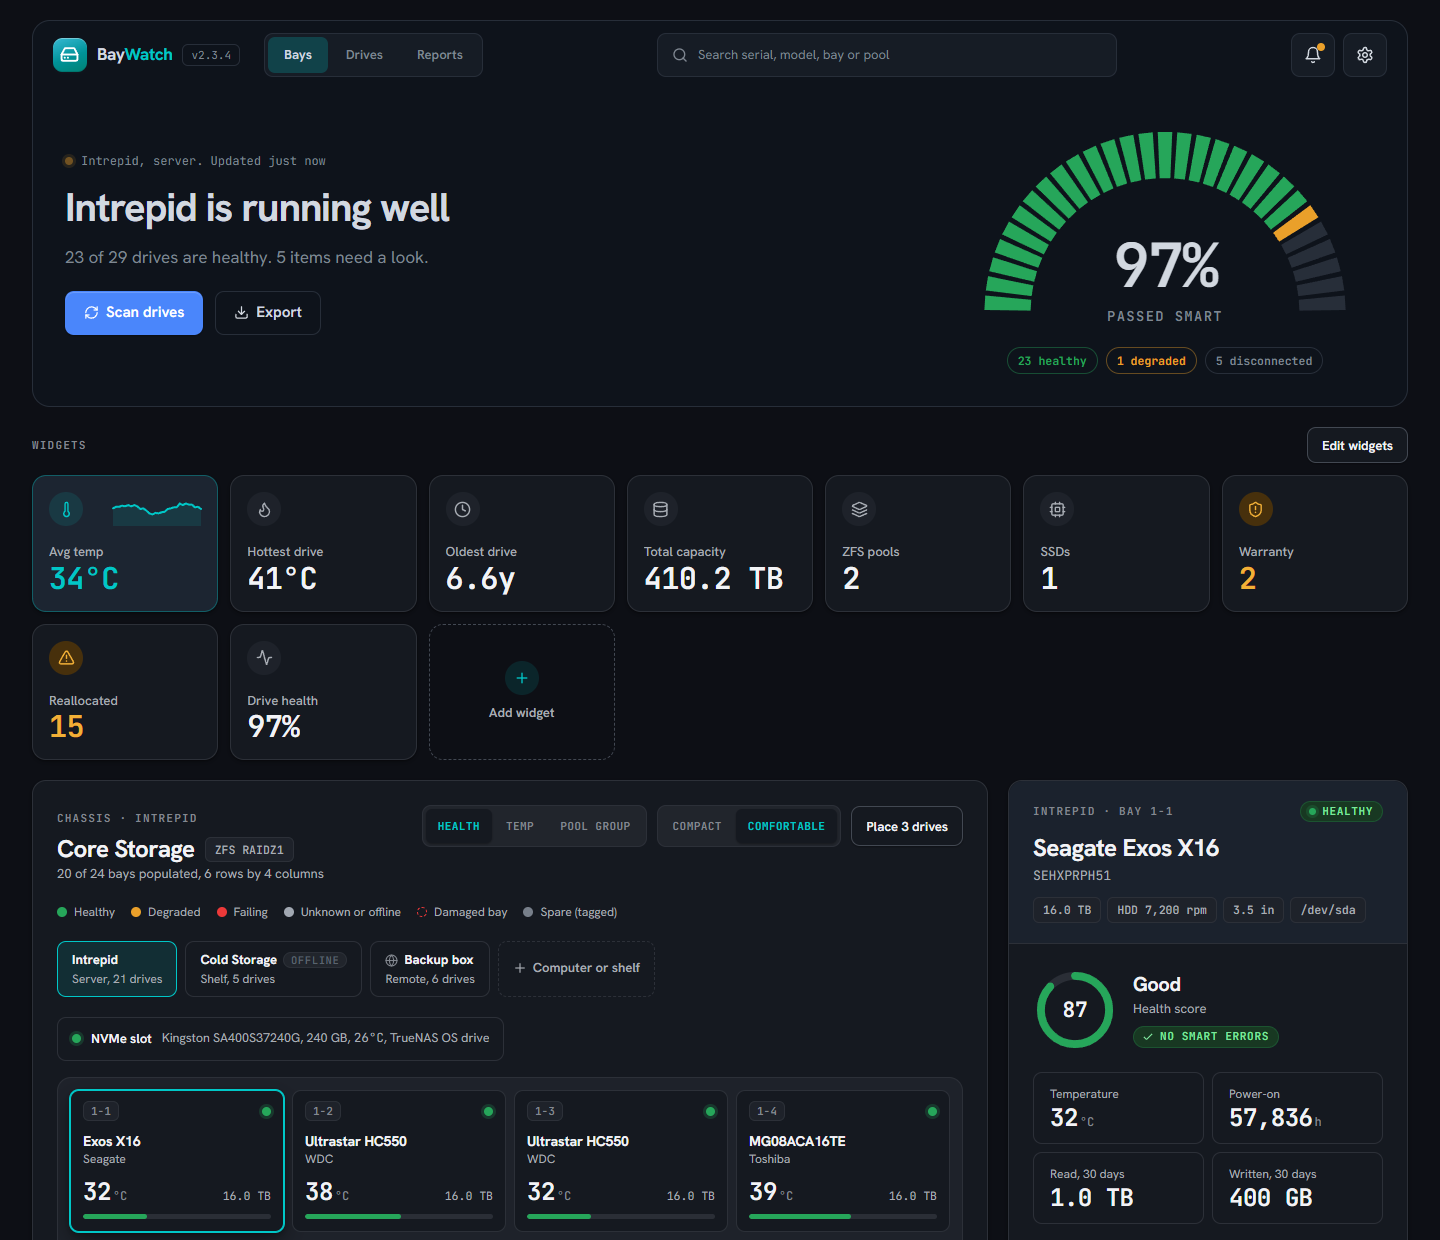 BayWatch v2.3.4 Bays Drives Reports Search serial, model, bay or pool
Intrepid, server. Updated just now
Intrepid is running well
23 of 29 drives are healthy. 5 items need a look.
Scan drives Export
97%
PASSED SMART
23 healthy 1 degraded 5 disconnected
WIDGETS Edit widgets
Avg temp
34°C
Hottest drive
41°C
Oldest drive
6.6y
Total capacity
410.2 TB
ZFS pools
2
SSDs
1
Warranty
2
Reallocated
15
Drive health
97%
Add widget
CHASSIS · INTREPID
Core Storage ZFS RAIDZ1
20 of 24 bays populated, 6 rows by 4 columns
HEALTH TEMP POOL GROUP COMPACT COMFORTABLE Place 3 drives
Healthy Degraded Failing Unknown or offline Damaged bay Spare (tagged)
Intrepid
Server, 21 drives
Cold Storage OFFLINE
Shelf, 5 drives
Backup box
Remote, 6 drives
Computer or shelf
NVMe slot Kingston SA400S37240G, 240 GB, 26°C, TrueNAS OS drive
1-1
Exos X16
Seagate
32°C 16.0 TB
1-2
Ultrastar HC550
WDC
38°C 16.0 TB
1-3
Ultrastar HC550
WDC
32°C 16.0 TB
1-4
MG08ACA16TE
Toshiba
39°C 16.0 TB
INTREPID · BAY 1-1 HEALTHY
Seagate Exos X16
SEHXPRPH51
16.0 TB HDD 7,200 rpm 3.5 in /dev/sda
87
Good
Health score
NO SMART ERRORS
Temperature
32°C
Power-on
57,836h
Read, 30 days
1.0 TB
Written, 30 days
400 GB